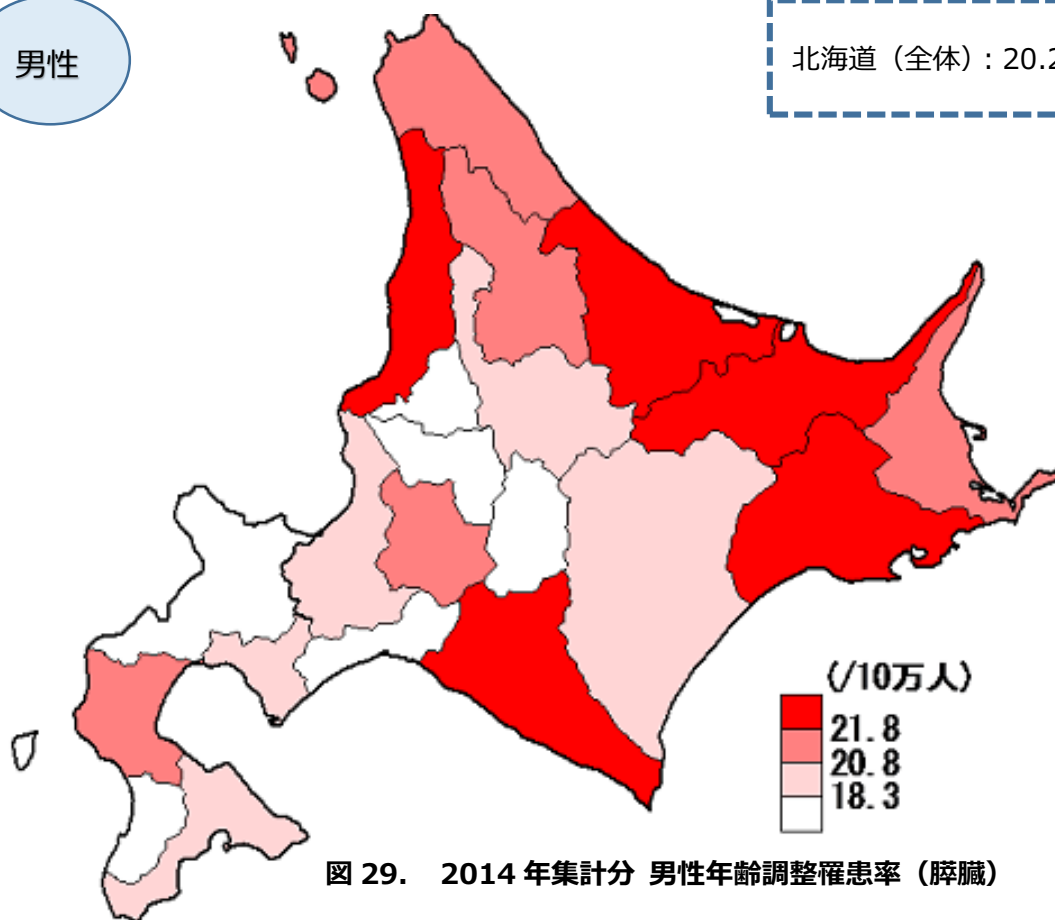 男性
北海道（全体）: 20.2
(/10万人)
21.8
20.8
18.3
図 29. 2014 年集計分 男性年齢調整罹患率（膵臓）